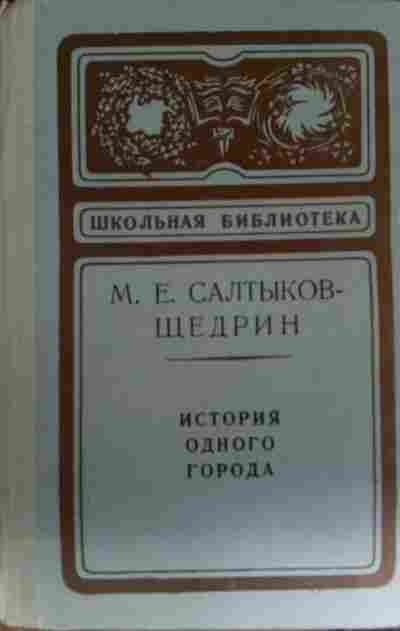 ШКОЛЬНАЯ БИБЛИОТЕКА
М. Е. САЛТЫКОВ-
ЩЕДРИН
ИСТОРИЯ
ОДНОГО
ГОРОДА